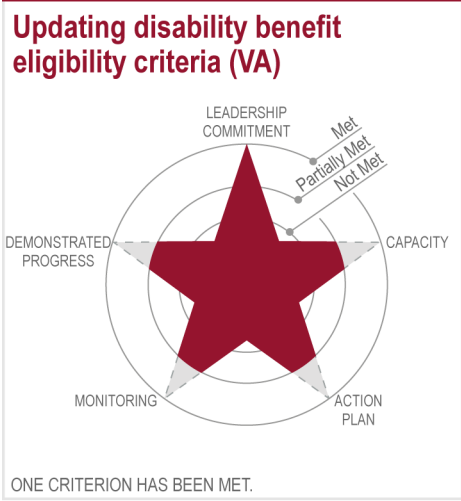 Updating disability benefit
eligibility criteria (VA)
LEADERSHIP
COMMITMENT
Met
Partially Met
Not Met
DEMONSTRATED
PROGRESS
CAPACITY
MONITORING
ACTION
PLAN
ONE CRITERION HAS BEEN MET.